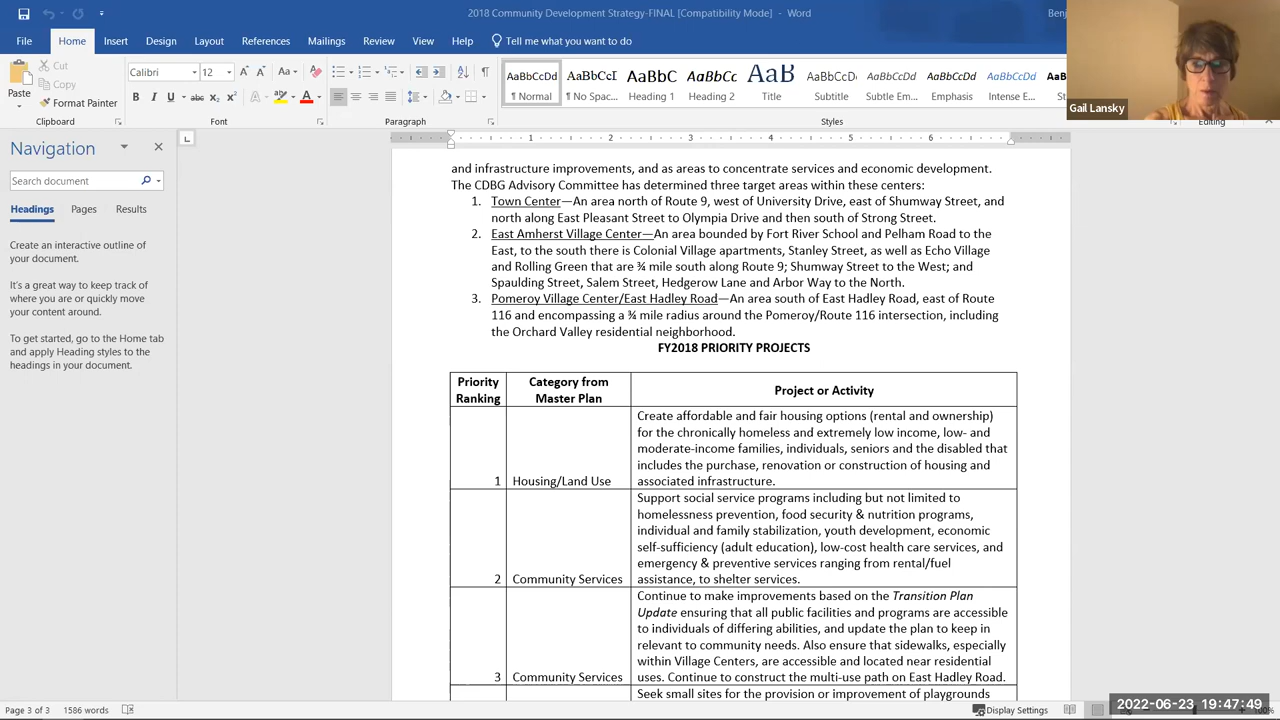 2018 Community Development Strategy-FINAL [Compatibility Mode] - Word
Benj
File Home Insert Design Layout References Mailings Review View Help Tell me what you want to do
Paste
Cut
Copy
Format Painter
Clipboard
Calibri 12
Font
Paragraph
AaBbCcDd AaBbCcI AaBbC AaBbCc AaB AaBbCcD AaBbCcDd AaBbCcDd AaBbCcDd
¶ Normal ¶ No Spac... Heading 1 Heading 2 Title Subtitle Subtle Em... Emphasis Intense E...
Styles
Editing
Gail Lansky
Navigation
Search document
Headings Pages Results
Create an interactive outline of
your document.
It's a great way to keep track of
where you are or quickly move
your content around.
To get started, go to the Home tab
and apply Heading styles to the
headings in your document.
1 2 3 4 5 6
and infrastructure improvements, and as areas to concentrate services and economic development.
The CDBG Advisory Committee has determined three target areas within these centers:
1. Town Center—An area north of Route 9, west of University Drive, east of Shumway Street, and
north along East Pleasant Street to Olympia Drive and then south of Strong Street.
2. East Amherst Village Center—An area bounded by Fort River School and Pelham Road to the
East, to the south there is Colonial Village apartments, Stanley Street, as well as Echo Village
and Rolling Green that are ¾ mile south along Route 9; Shumway Street to the West; and
Spaulding Street, Salem Street, Hedgerow Lane and Arbor Way to the North.
3. Pomeroy Village Center/East Hadley Road—An area south of East Hadley Road, east of Route
116 and encompassing a ¾ mile radius around the Pomeroy/Route 116 intersection, including
the Orchard Valley residential neighborhood.
FY2018 PRIORITY PROJECTS
Priority Ranking
Category from Master Plan
Project or Activity
Create affordable and fair housing options (rental and ownership)
for the chronically homeless and extremely low income, low- and
moderate-income families, individuals, seniors and the disabled that
includes the purchase, renovation or construction of housing and
1 Housing/Land Use associated infrastructure.
Support social service programs including but not limited to
homelessness prevention, food security & nutrition programs,
individual and family stabilization, youth development, economic
self-sufficiency (adult education), low-cost health care services, and
emergency & preventive services ranging from rental/fuel
2 Community Services assistance, to shelter services.
Continue to make improvements based on the Transition Plan
Update ensuring that all public facilities and programs are accessible
to individuals of differing abilities, and update the plan to keep in
relevant to community needs. Also ensure that sidewalks, especially
within Village Centers, are accessible and located near residential
3 Community Services uses. Continue to construct the multi-use path on East Hadley Road.
Seek small sites for the provision or improvement of playgrounds
Page 3 of 3 1586 words
Display Settings
2022-06-23 19:47:49